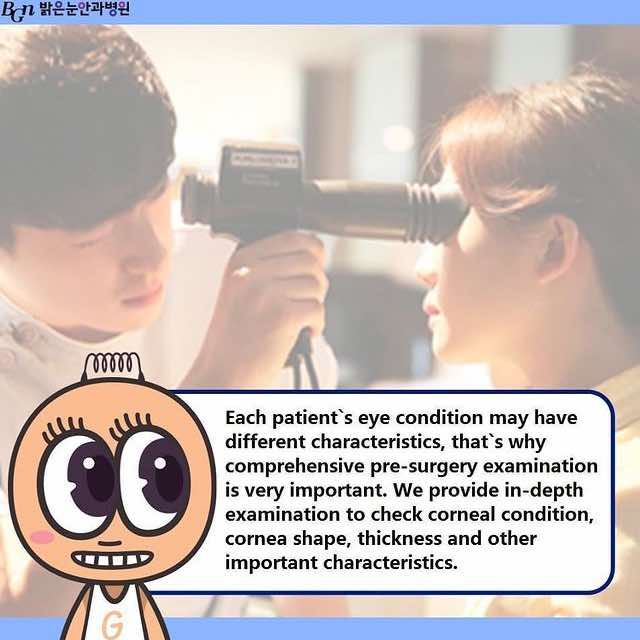 BGn 밝은눈안과병원
Each patient`s eye condition may have
different characteristics, that`s why
comprehensive pre-surgery examination
is very important. We provide in-depth
examination to check corneal condition,
cornea shape, thickness and other
important characteristics.
G